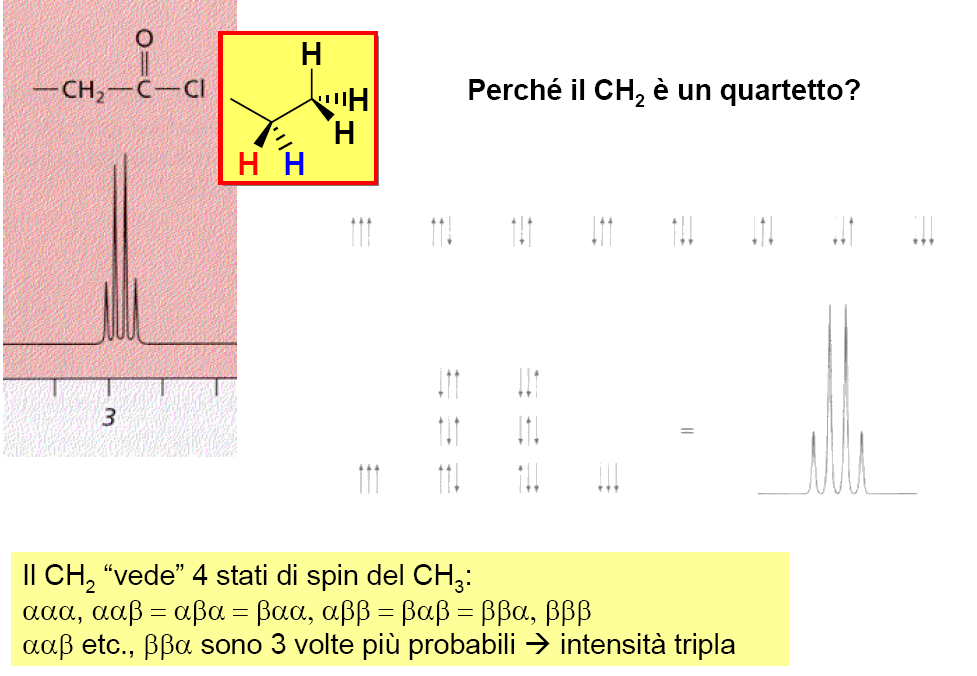 O
—CH₂—C—Cl
H
H
H
H H
Perché il CH₂ è un quartetto?
3
=
Il CH₂ “vede” 4 stati di spin del CH₃:
ααα, ααβ = αβα = βαα, αββ = βαβ = ββα, βββ
ααβ etc., ββα sono 3 volte più probabili → intensità tripla